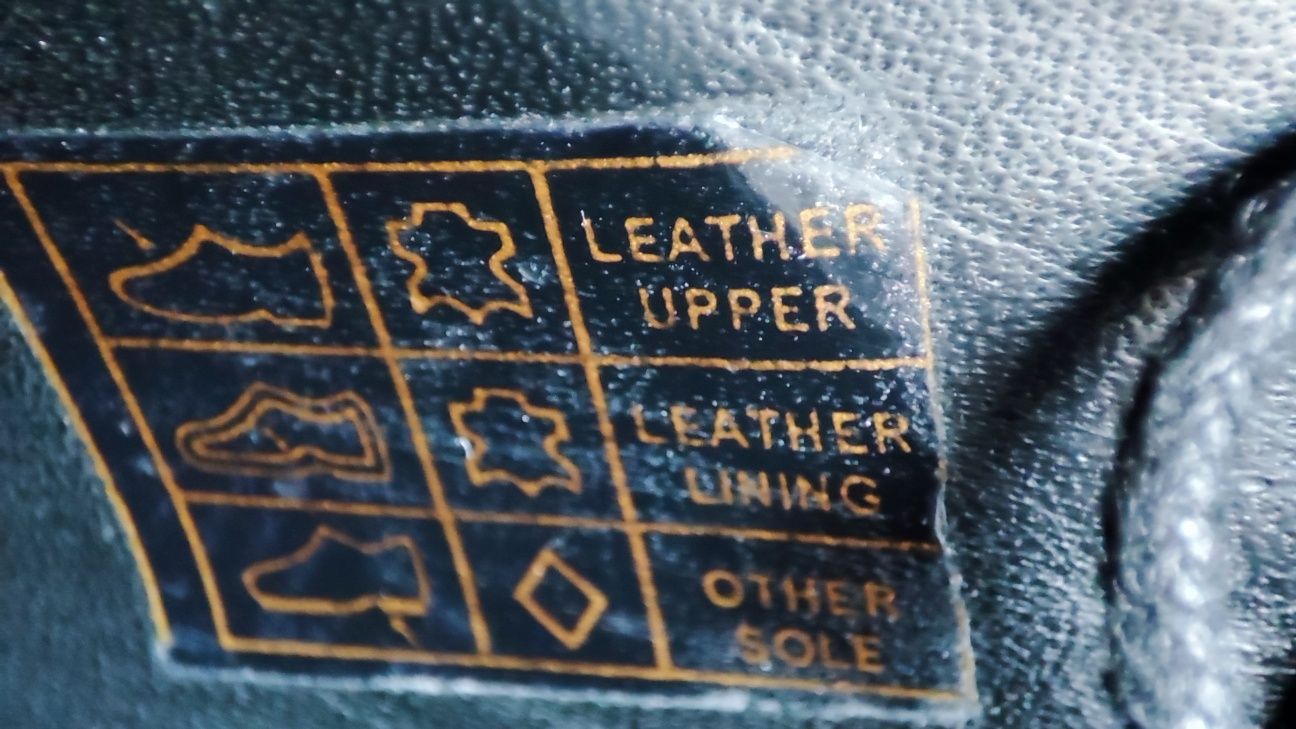 LEATHER
UPPER
LEATHER
LINING
OTHER
SOLE